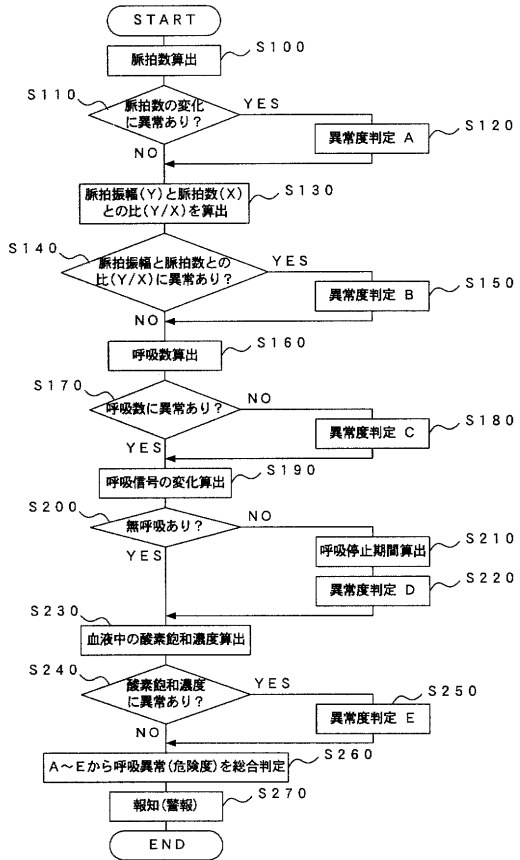 START
脈拍数算出
S100
S110
脈拍数の変化
に異常あり？
YES
異常度判定 A
S120
NO
脈拍振幅(Y)と脈拍数(X)
との比(Y/X)を算出
S130
S140
脈拍振幅と脈拍数との
比(Y/X)に異常あり？
YES
異常度判定 B
S150
NO
呼吸数算出
S160
S170
呼吸数に異常あり？
NO
異常度判定 C
S180
YES
呼吸信号の変化算出
S190
S200
無呼吸あり？
NO
呼吸停止期間算出
S210
YES
異常度判定 D
S220
S230
血液中の酸素飽和濃度算出
S240
酸素飽和濃度
に異常あり？
YES
異常度判定 E
S250
NO
A～Eから呼吸異常(危険度)を総合判定
S260
報知(警報)
S270
END